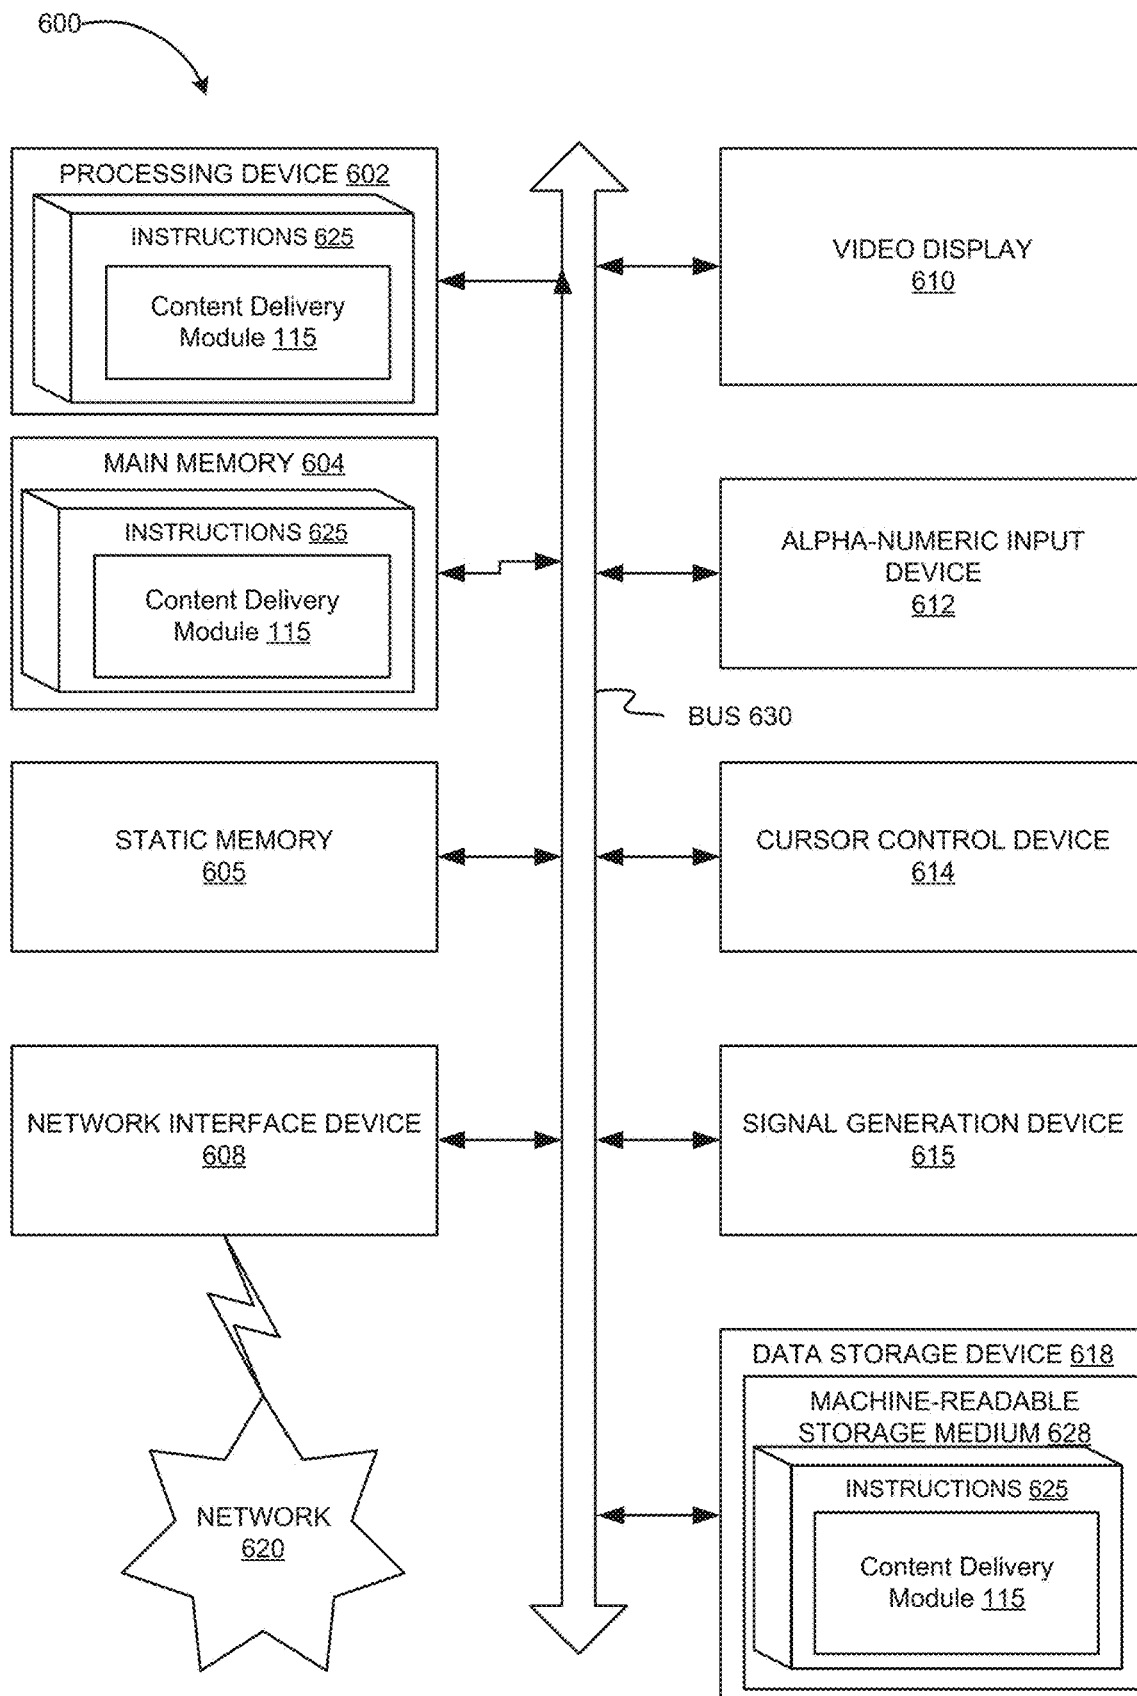 600
PROCESSING DEVICE 602
INSTRUCTIONS 625
Content Delivery
Module 115
MAIN MEMORY 604
INSTRUCTIONS 625
Content Delivery
Module 115
STATIC MEMORY
605
NETWORK INTERFACE DEVICE
608
NETWORK
620
BUS 630
VIDEO DISPLAY
610
ALPHA-NUMERIC INPUT
DEVICE
612
CURSOR CONTROL DEVICE
614
SIGNAL GENERATION DEVICE
615
DATA STORAGE DEVICE 618
MACHINE-READABLE
STORAGE MEDIUM 628
INSTRUCTIONS 625
Content Delivery
Module 115